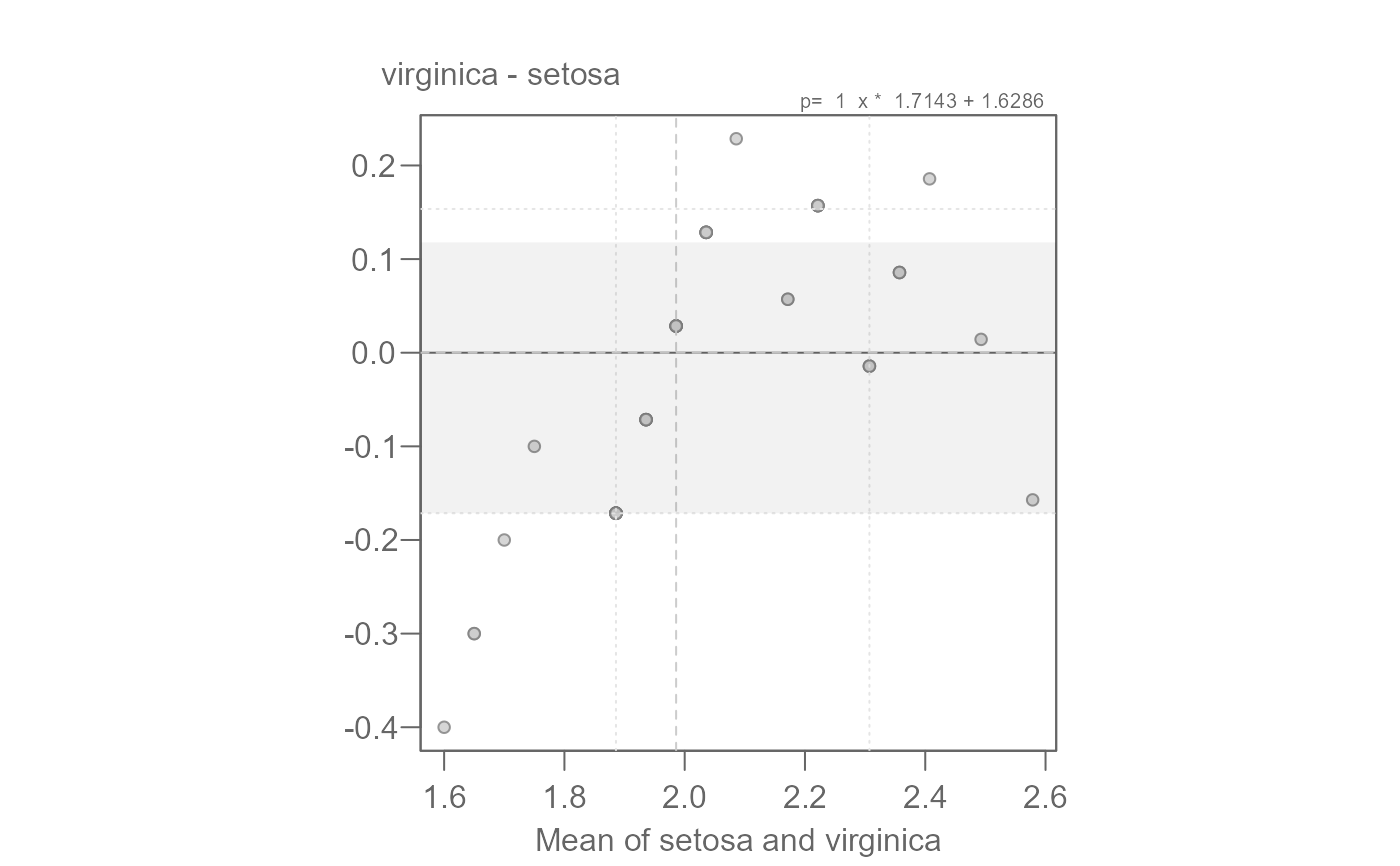 virginica - setosa
p= 1 x * 1.7143 + 1.6286
0.2
0.1
0.0
-0.1
-0.2
-0.3
-0.4
1.6 1.8 2.0 2.2 2.4 2.6
Mean of setosa and virginica